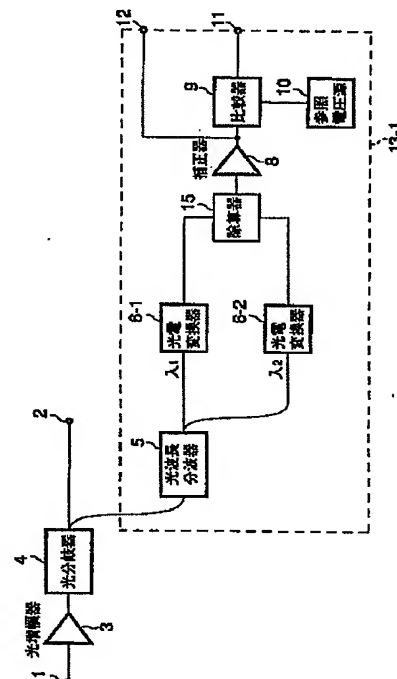 1
光増幅器
3
4
光分岐器
2
5
光波長
分波器
λ1
λ2
6-1
光電
変換器
6-2
光電
変換器
15
除算器
補正器
8
9
比較器
10
参照
電圧源
12
11
13-1